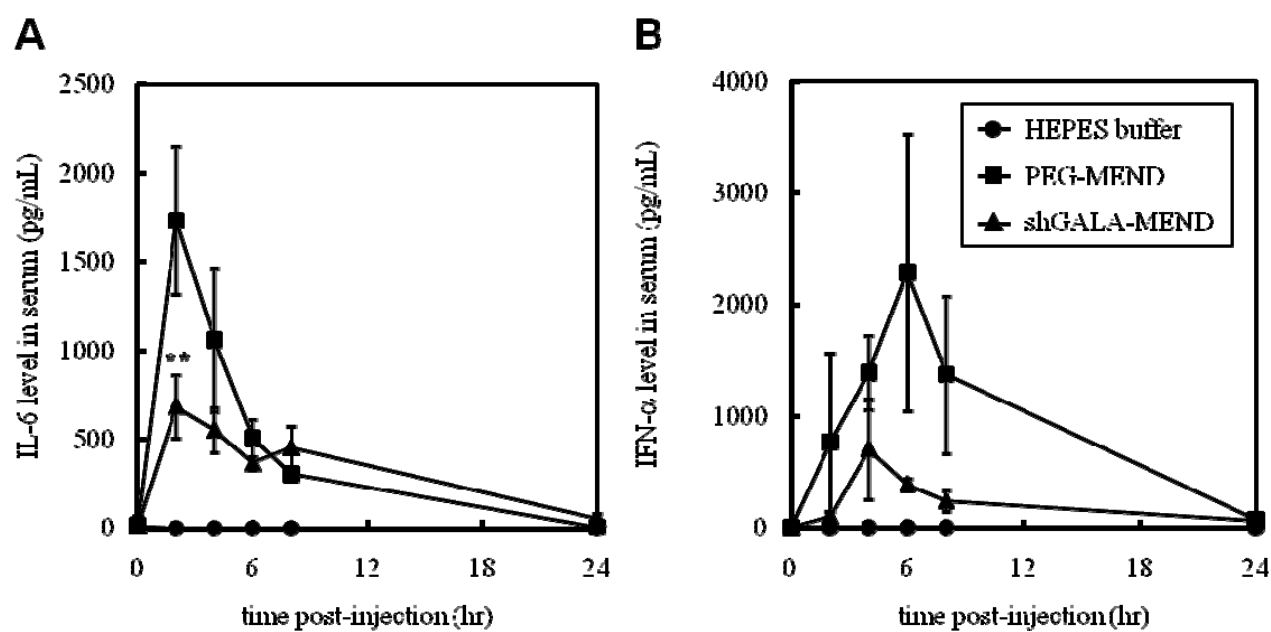 A
IL-6 level in serum (pg/mL)
2500
2000
1500
1000
500
0
**
0 6 12 18 24
time post-injection (hr)
B
IFN-α level in serum (pg/mL)
4000
3000
2000
1000
0
HEPES buffer
PEG-MEND
shGALA-MEND
0 6 12 18 24
time post-injection (hr)